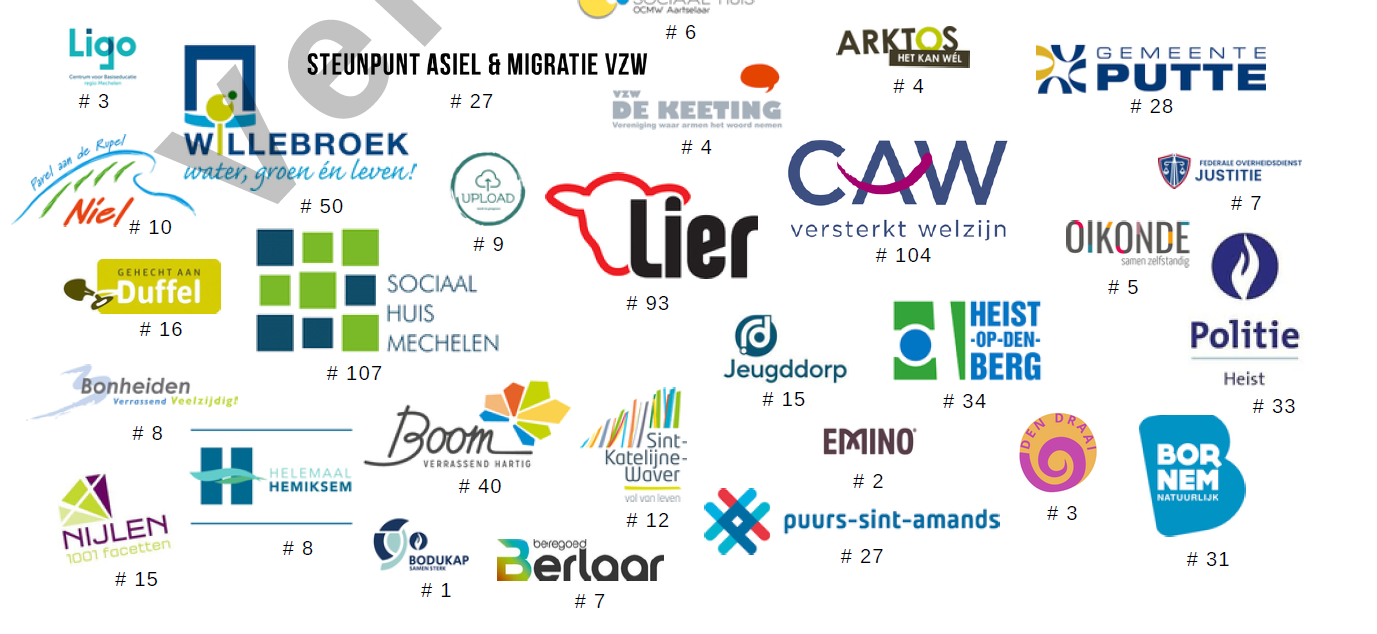 SOCIAAL HUIS
OCMW Aartselaar
# 6
Ligo
Centrum voor Basiseducatie
regio Mechelen
# 3
Ver
STEUNPUNT ASIEL & MIGRATIE VZW
# 27
ARKTOS
HET KAN WÉL
# 4
GEMEENTE
PUTTE
# 28
VZW
DE KEETING
Vereniging waar armen het woord nemen
# 4
WILLEBROEK
water, groen én leven!
# 50
Parel aan de Rupel
Niel
# 10
UPLOAD
# 9
Lier
# 93
CAW
versterkt welzijn
# 104
FEDERALE OVERHEIDSDIENST
JUSTITIE
# 7
OIKONDE
samen zelfstandig
# 5
GEHECHT AAN
Duffel
# 16
SOCIAAL
HUIS
MECHELEN
# 107
Jeugddorp
# 15
HEIST
-OP-DEN-
BERG
# 34
Politie
Heist
# 33
Bonheiden
Verrassend Veelzijdig!
# 8
HELEMAAL
HEMIKSEM
# 8
Boom
VERRASSEND HARTIG
# 40
Sint-
Katelijne-
Waver
vol van leven
# 12
EMINO
# 2
DEN DRAAI
# 3
BOR
NEM
NATUURLIJK
# 31
NIJLEN
1001 facetten
# 15
BODUKAP
SAMEN STERK
# 1
beregoed
Berlaar
# 7
puurs-sint-amands
# 27